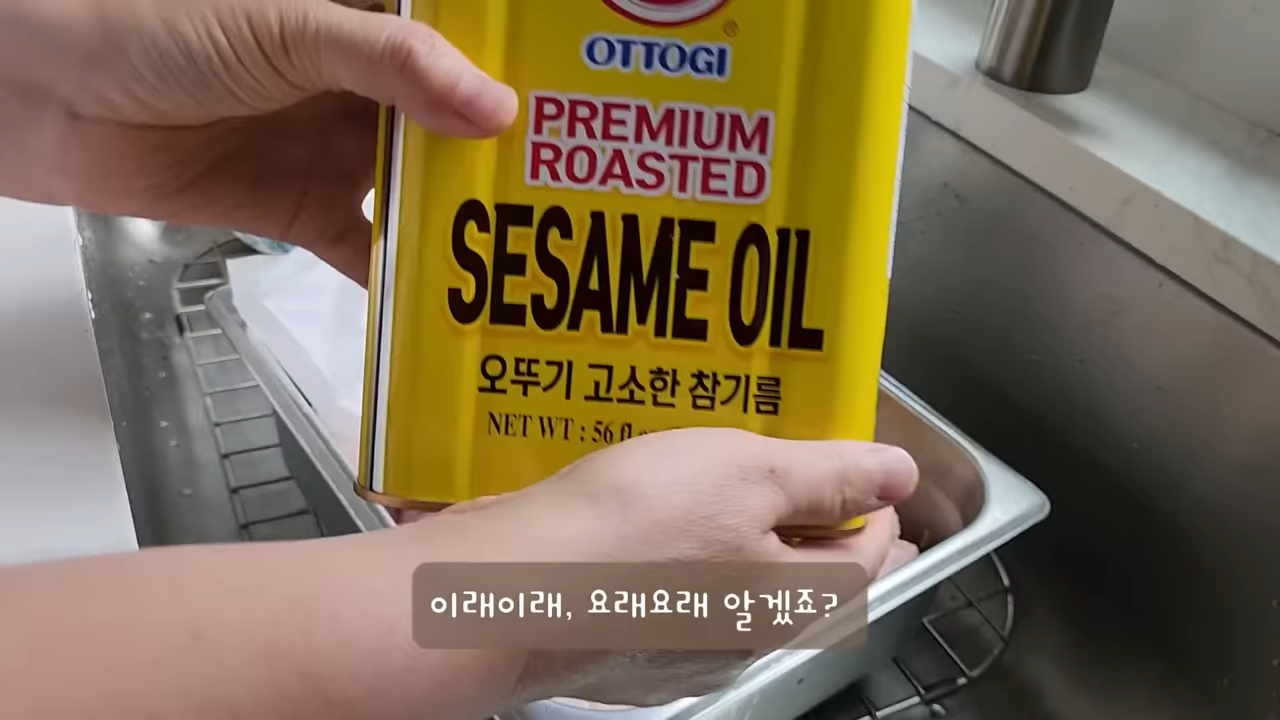 OTTOGI
PREMIUM
ROASTED
SESAME OIL
오뚜기 고소한 참기름
NET WT : 56 fl
이래이래, 요래요래 알겠죠?